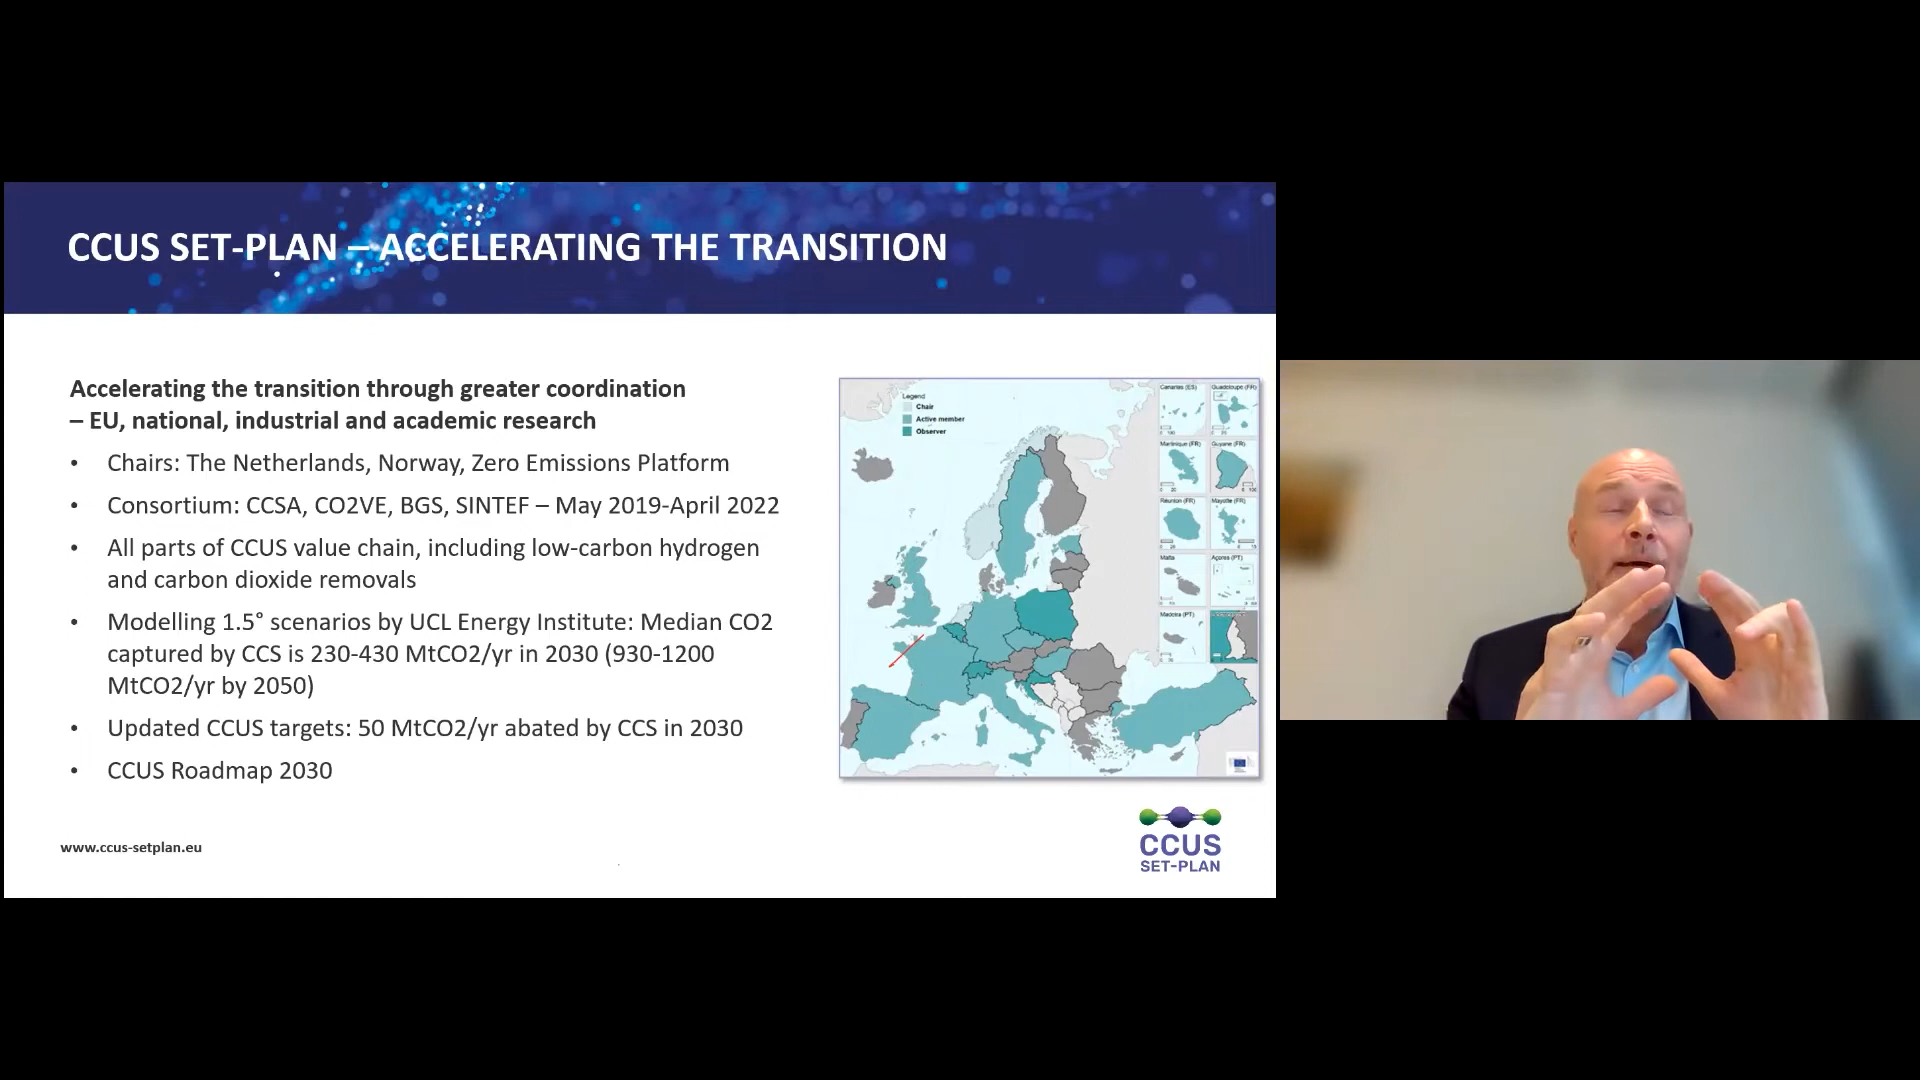 CCUS SET-PLAN – ACCELERATING THE TRANSITION
Accelerating the transition through greater coordination
– EU, national, industrial and academic research
• Chairs: The Netherlands, Norway, Zero Emissions Platform
• Consortium: CCSA, CO2VE, BGS, SINTEF – May 2019-April 2022
• All parts of CCUS value chain, including low-carbon hydrogen
and carbon dioxide removals
• Modelling 1.5° scenarios by UCL Energy Institute: Median CO2
captured by CCS is 230-430 MtCO2/yr in 2030 (930-1200
MtCO2/yr by 2050)
• Updated CCUS targets: 50 MtCO2/yr abated by CCS in 2030
• CCUS Roadmap 2030
Legend
Chair
Active member
Observer
Canarias (ES)
Guadeloupe (FR)
Martinique (FR)
Guyane (FR)
Réunion (FR)
Mayotte (FR)
Malta
Açores (PT)
Madeira (PT)
www.ccus-setplan.eu
CCUS
SET-PLAN